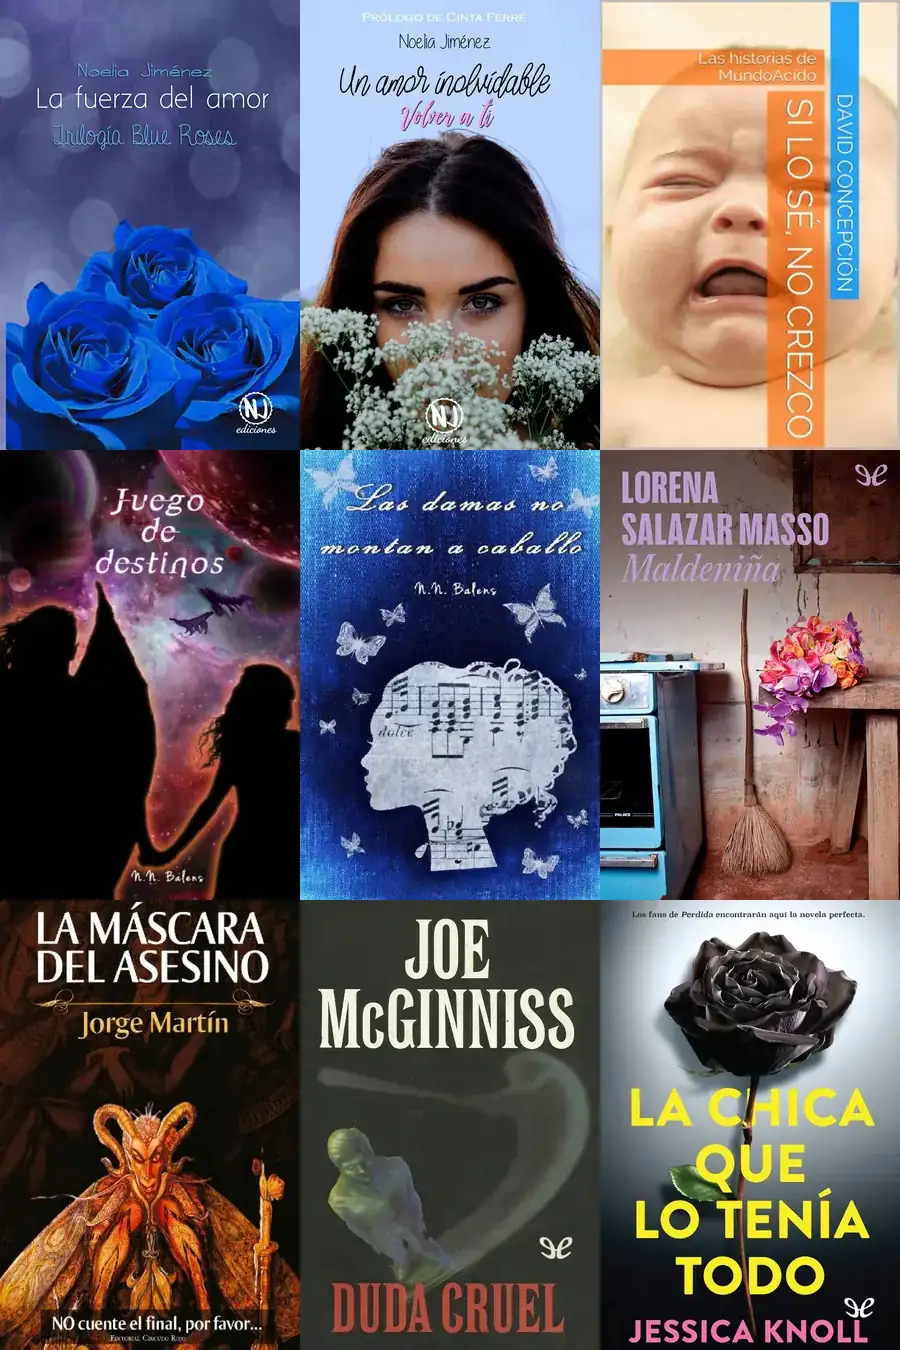 Noelia Jiménez
La fuerza del amor
Trilogía Blue Roses
NJ
ediciones
PRÓLOGO DE CINTA FERRÉ
Noelia Jiménez
Un amor inolvidable
Volver a ti
NJ
ediciones
Las historias de
MundoAcido
SI LO SÉ, NO CREZCO
DAVID CONCEPCIÓN
Juego
de
destinos
N.N. Balens
Las damas no
montan a caballo
N.N. Balens
dolce
LORENA
SALAZAR MASSO
Maldeniña
PALACE
LA MÁSCARA
DEL ASESINO
Jorge Martín
NO cuente el final, por favor...
EDITORIAL CÍRCULO ROJO
JOE
McGINNISS
DUDA CRUEL
Los fans de Perdida encontrarán aquí la novela perfecta.
LA CHICA
QUE
LO TENÍA
TODO
JESSICA KNOLL